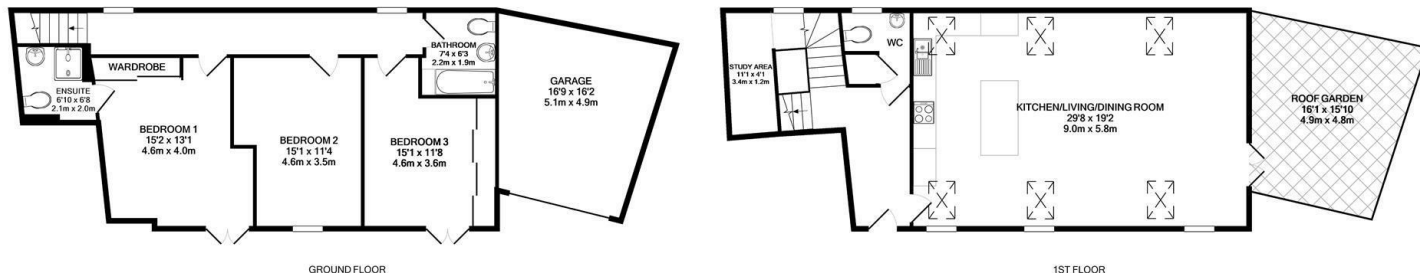 WARDROBE
ENSUITE
6'10 x 6'8
2.1m x 2.0m
BEDROOM 1
15'2 x 13'1
4.6m x 4.0m
BEDROOM 2
15'1 x 11'4
4.6m x 3.5m
BEDROOM 3
15'1 x 11'8
4.6m x 3.6m
BATHROOM
7'4 x 6'3
2.2m x 1.9m
GARAGE
16'9 x 16'2
5.1m x 4.9m
GROUND FLOOR
STUDY AREA
11'1 x 4'1
3.4m x 1.2m
WC
KITCHEN/LIVING/DINING ROOM
29'8 x 19'2
9.0m x 5.8m
ROOF GARDEN
16'1 x 15'10
4.9m x 4.8m
1ST FLOOR